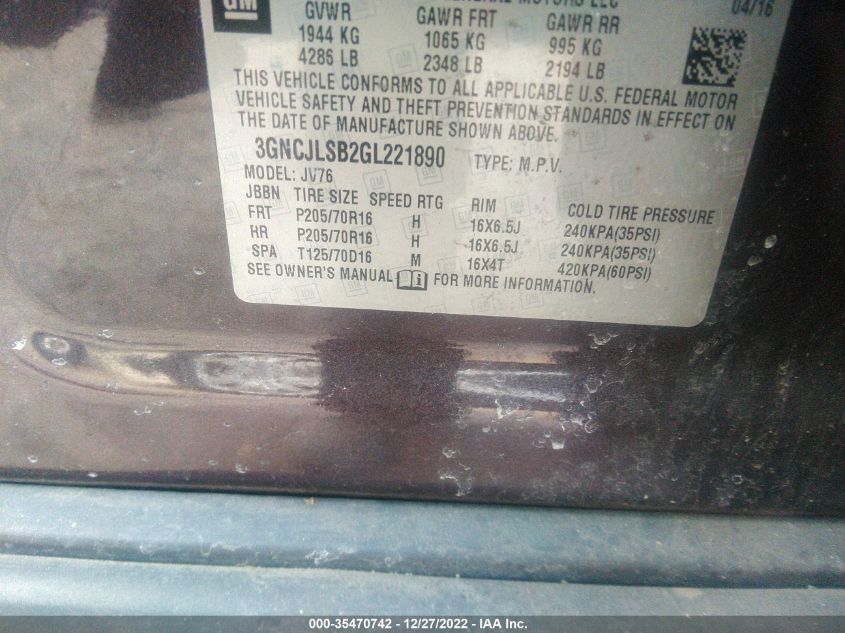 GM
GENERAL MOTORS LLC
04/16
GVWR GAWR FRT GAWR RR
1944 KG 1065 KG 995 KG
4286 LB 2348 LB 2194 LB
THIS VEHICLE CONFORMS TO ALL APPLICABLE U.S. FEDERAL MOTOR
VEHICLE SAFETY AND THEFT PREVENTION STANDARDS IN EFFECT ON
THE DATE OF MANUFACTURE SHOWN ABOVE.
3GNCJLSB2GL221890 TYPE: M.P.V.
MODEL: JV76
JBBN TIRE SIZE SPEED RTG RIM COLD TIRE PRESSURE
FRT P205/70R16 H 16X6.5J 240KPA(35PSI)
RR P205/70R16 H 16X6.5J 240KPA(35PSI)
SPA T125/70D16 M 16X4T 420KPA(60PSI)
SEE OWNER'S MANUAL FOR MORE INFORMATION.
000-35470742 - 12/27/2022 - IAA Inc.